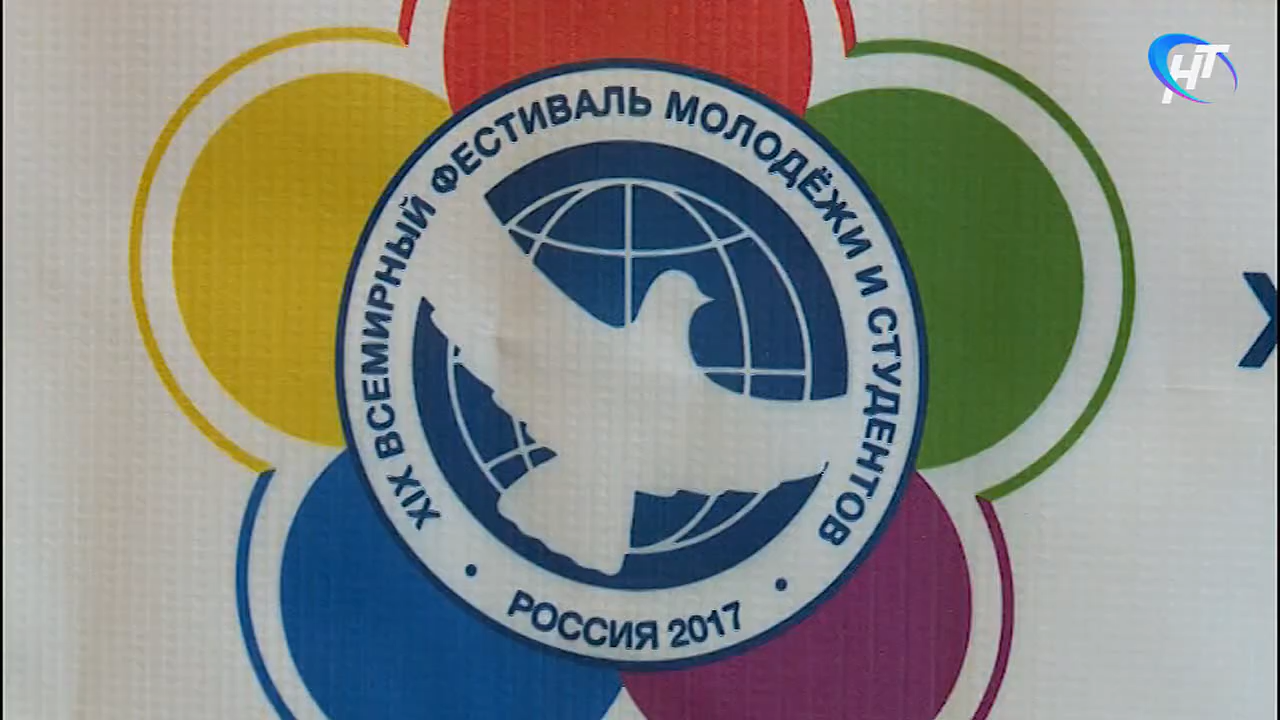 XIX ВСЕМИРНЫЙ ФЕСТИВАЛЬ МОЛОДЁЖИ И СТУДЕНТОВ
• РОССИЯ 2017 •
НТ